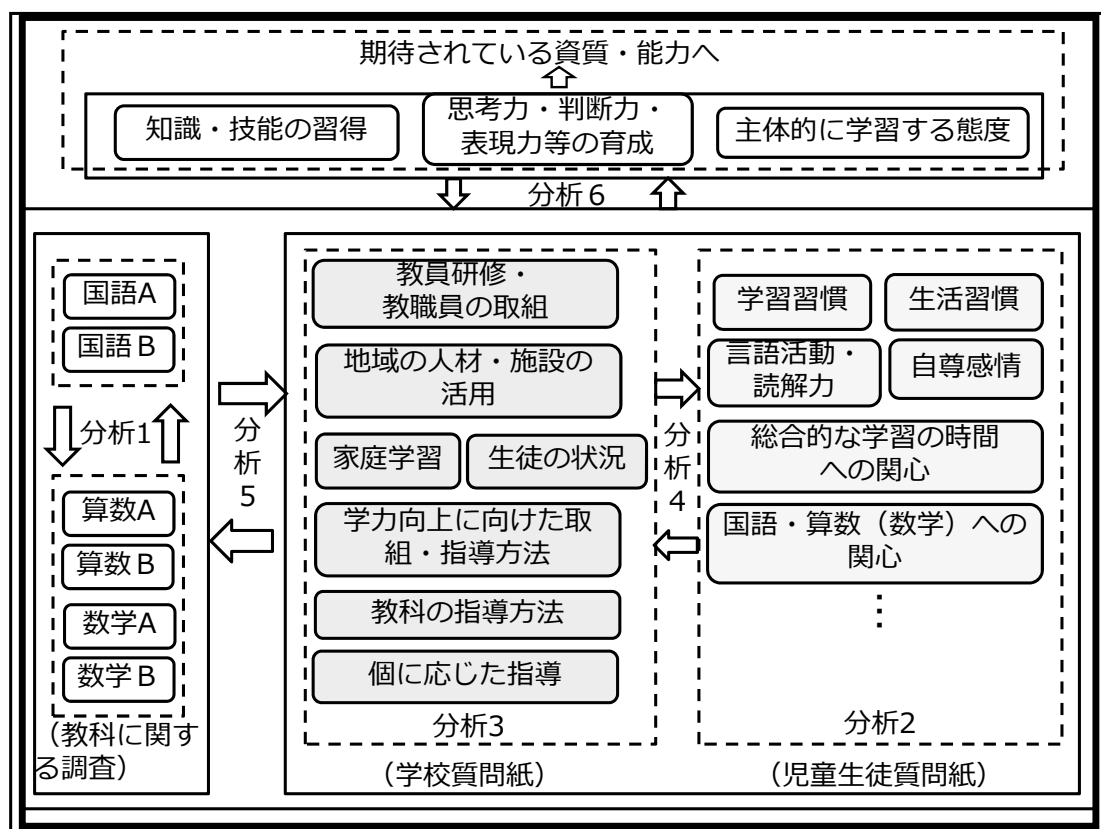 期待されている資質・能力へ
知識・技能の習得
思考力・判断力・
表現力等の育成
主体的に学習する態度
分析６
国語A
国語Ｂ
分析1
算数A
算数Ｂ
数学A
数学Ｂ
（教科に関す
る調査）
分
析
5
教員研修・
教職員の取組
地域の人材・施設の
活用
家庭学習
生徒の状況
学力向上に向けた取
組・指導方法
教科の指導方法
個に応じた指導
分析3
（学校質問紙）
分
析
4
学習習慣
生活習慣
言語活動・
読解力
自尊感情
総合的な学習の時間
への関心
国語・算数（数学）への
関心
⋮
分析2
（児童生徒質問紙）